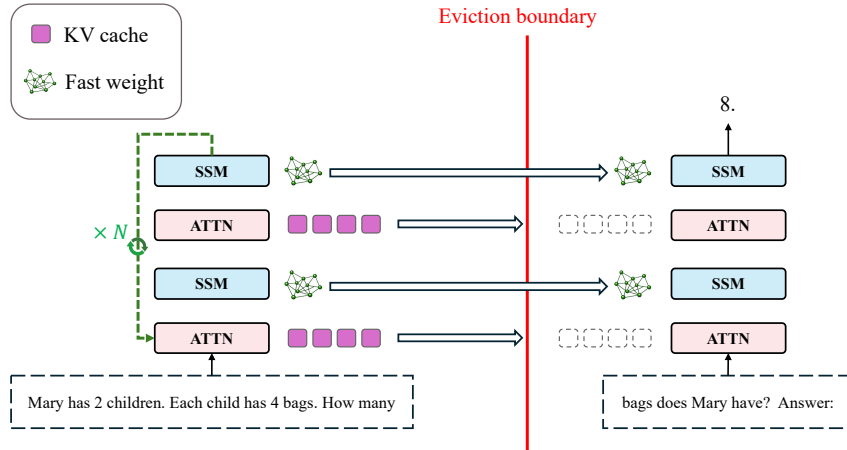 Eviction boundary
KV cache
Fast weight
8.
SSM
SSM
ATTN
ATTN
× N
SSM
SSM
ATTN
ATTN
Mary has 2 children. Each child has 4 bags. How many
bags does Mary have? Answer: